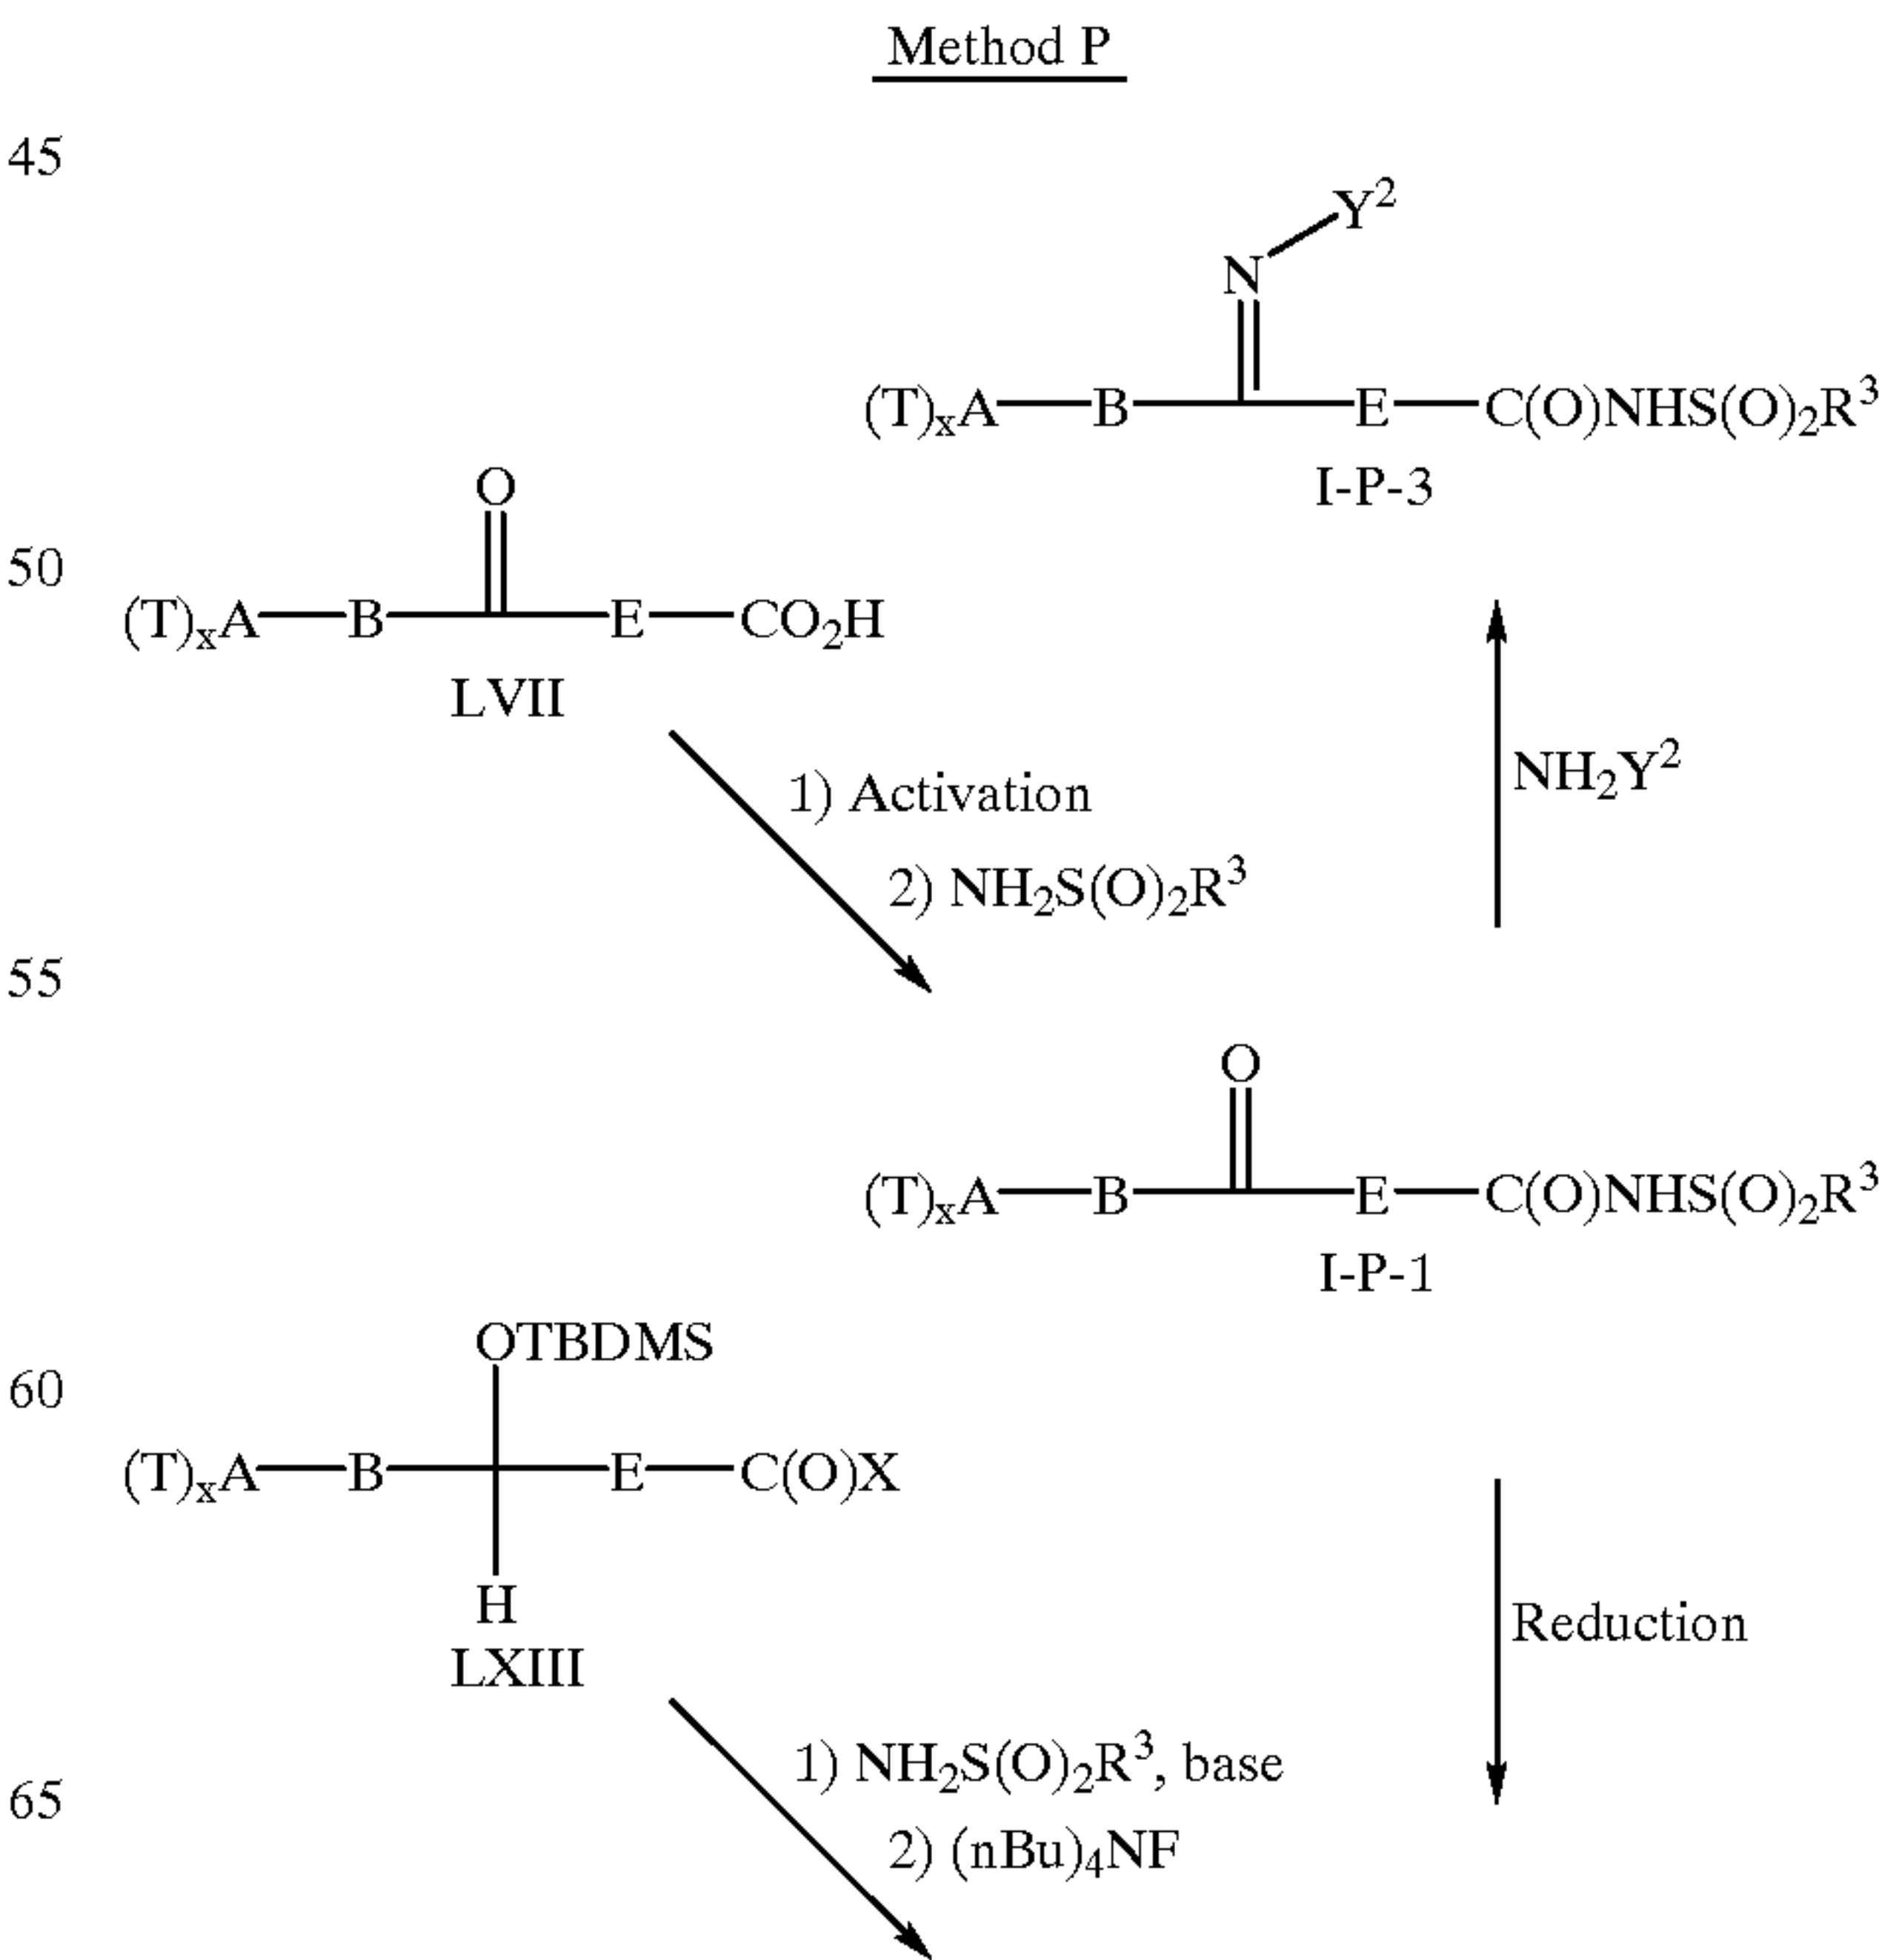 Method P
45
Y²
N
(T)ₓA—B—E—C(O)NHS(O)₂R³
I-P-3
O
50
(T)ₓA—B—E—CO₂H
LVII
NH₂Y²
1) Activation
2) NH₂S(O)₂R³
55
O
(T)ₓA—B—E—C(O)NHS(O)₂R³
I-P-1
OTBDMS
60
(T)ₓA—B—E—C(O)X
H
LXIII
Reduction
1) NH₂S(O)₂R³, base
65
2) (nBu)₄NF